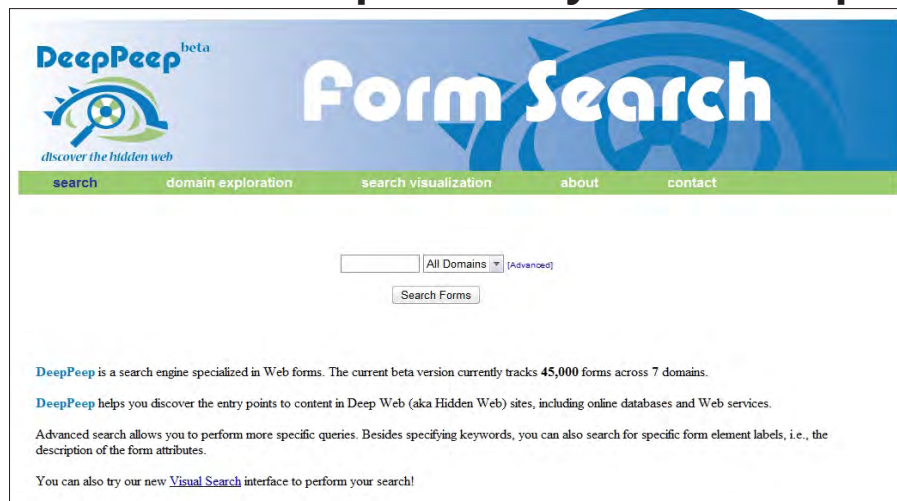 DeepPeep beta
Form Search
discover the hidden web
search domain exploration search visualization about contact
All Domains [Advanced]
Search Forms
DeepPeep is a search engine specialized in Web forms. The current beta version currently tracks 45,000 forms across 7 domains.
DeepPeep helps you discover the entry points to content in Deep Web (aka Hidden Web) sites, including online databases and Web services.
Advanced search allows you to perform more specific queries. Besides specifying keywords, you can also search for specific form element labels, i.e., the
description of the form attributes.
You can also try our new Visual Search interface to perform your search!